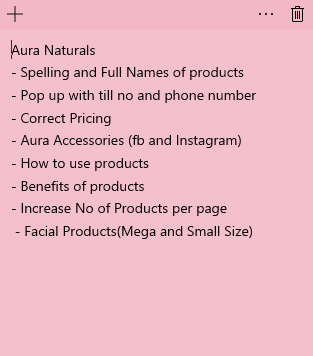 Aura Naturals
- Spelling and Full Names of products
- Pop up with till no and phone number
- Correct Pricing
- Aura Accessories (fb and Instagram)
- How to use products
- Benefits of products
- Increase No of Products per page
- Facial Products(Mega and Small Size)